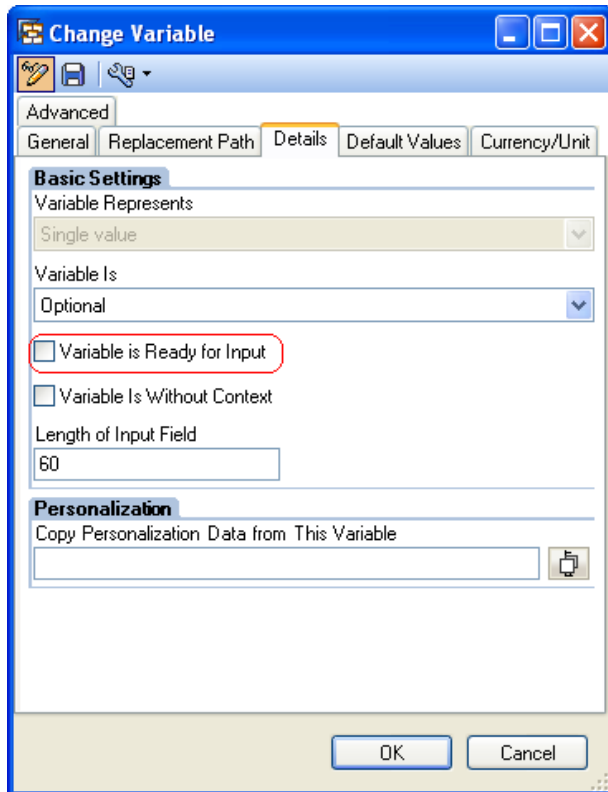 Change Variable
Advanced
General Replacement Path Details Default Values Currency/Unit
Basic Settings
Variable Represents
Single value
Variable Is
Optional
Variable is Ready for Input
Variable Is Without Context
Length of Input Field
60
Personalization
Copy Personalization Data from This Variable
OK Cancel